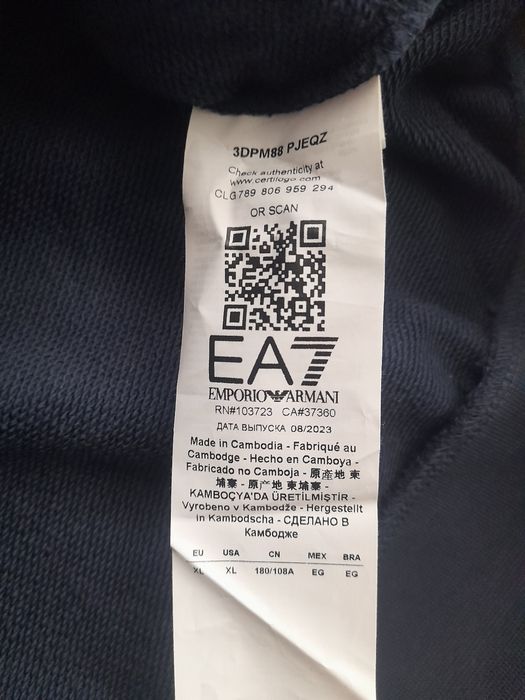 3DPM88 PJEQZ
Check authenticity at
www.certilogo.com
CLG789 806 959 294
OR SCAN
EA7
EMPORIO ARMANI
RN#103723 CA#37360
ДАТА ВЫПУСКА 08/2023
Made in Cambodia - Fabriqué au
Cambodge - Hecho en Camboya -
Fabricado no Camboja - 原産地 柬
埔寨 - 原产地 柬埔寨 -
KAMBOÇYA'DA ÜRETİLMİŞTİR -
Vyrobeno v Kambodže - Hergestellt
in Kambodscha - СДЕЛАНО В
Камбодже
EU USA CN MEX BRA
XL XL 180/108A EG EG